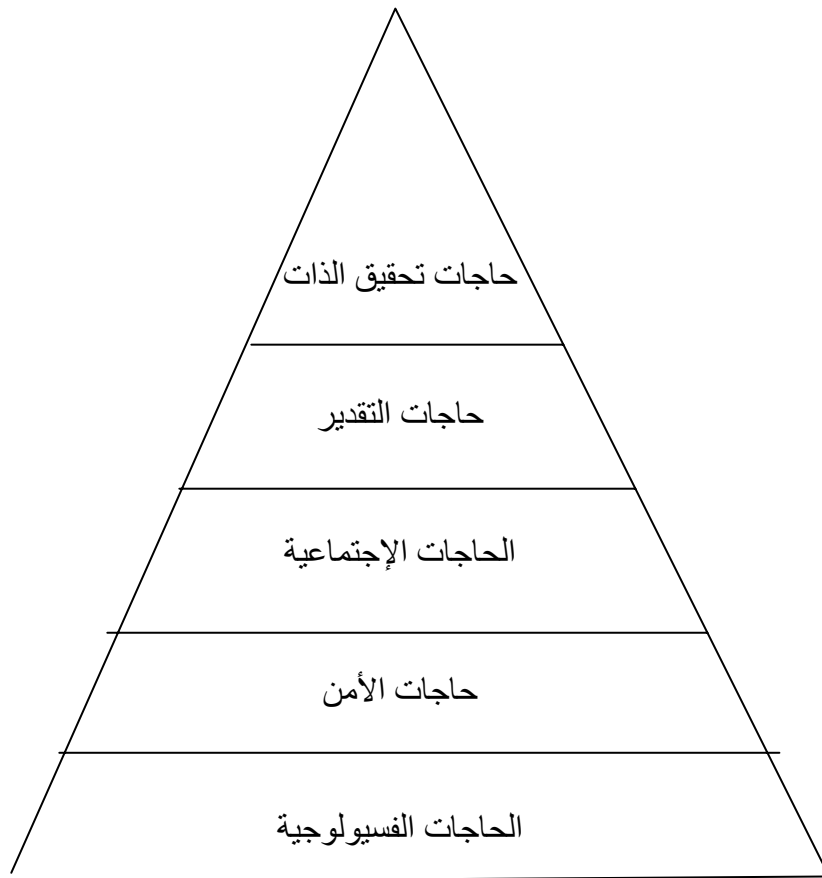 حاجات تحقيق الذات
حاجات التقدير
الحاجات الإجتماعية
حاجات الأمن
الحاجات الفسيولوجية